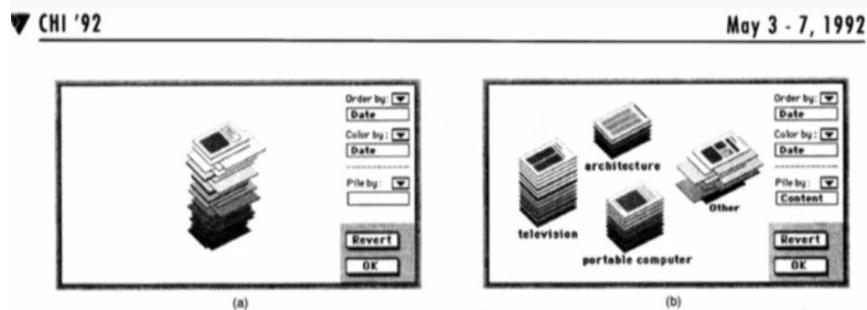 CHI '92
May 3 - 7, 1992
Order by:
Date
Color by:
Date
Pile by:
Revert
OK
(a)
architecture
television
portable computer
Other
Order by:
Date
Color by:
Date
Pile by:
Content
Revert
OK
(b)